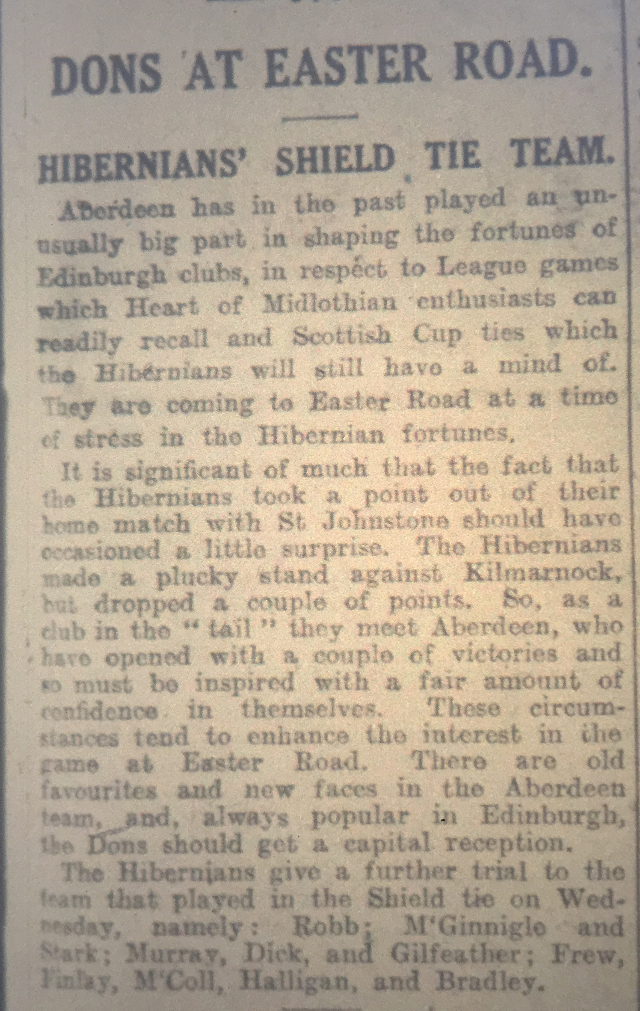 DONS AT EASTER ROAD.
HIBERNIANS' SHIELD TIE TEAM.
Aberdeen has in the past played an un-
usually big part in shaping the fortunes of
Edinburgh clubs, in respect to League games
which Heart of Midlothian enthusiasts can
readily recall and Scottish Cup ties which
the Hibernians will still have a mind of.
They are coming to Easter Road at a time
of stress in the Hibernian fortunes.
It is significant of much that the fact that
the Hibernians took a point out of their
home match with St Johnstone should have
occasioned a little surprise. The Hibernians
made a plucky stand against Kilmarnock,
but dropped a couple of points. So, as a
club in the "tail" they meet Aberdeen, who
have opened with a couple of victories and
so must be inspired with a fair amount of
confidence in themselves. These circum-
stances tend to enhance the interest in the
game at Easter Road. There are old
favourites and new faces in the Aberdeen
team, and, always popular in Edinburgh,
the Dons should get a capital reception.
The Hibernians give a further trial to the
team that played in the Shield tie on Wed-
nesday, namely: Robb; M'Ginnigle and
Stark; Murray, Dick, and Gilfeather; Frew,
Finlay, M'Coll, Halligan, and Bradley.